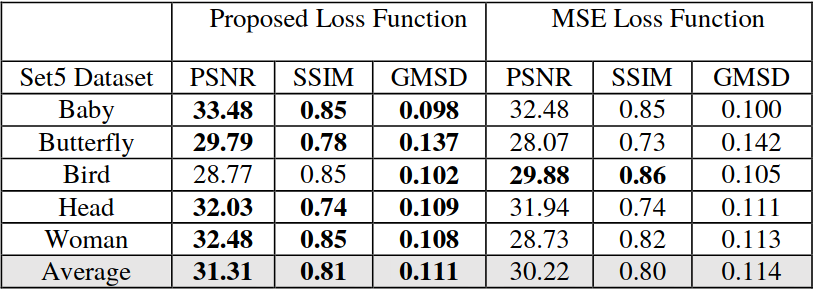 Proposed Loss Function MSE Loss Function
Set5 Dataset PSNR SSIM GMSD PSNR SSIM GMSD
Baby 33.48 0.85 0.098 32.48 0.85 0.100
Butterfly 29.79 0.78 0.137 28.07 0.73 0.142
Bird 28.77 0.85 0.102 29.88 0.86 0.105
Head 32.03 0.74 0.109 31.94 0.74 0.111
Woman 32.48 0.85 0.108 28.73 0.82 0.113
Average 31.31 0.81 0.111 30.22 0.80 0.114